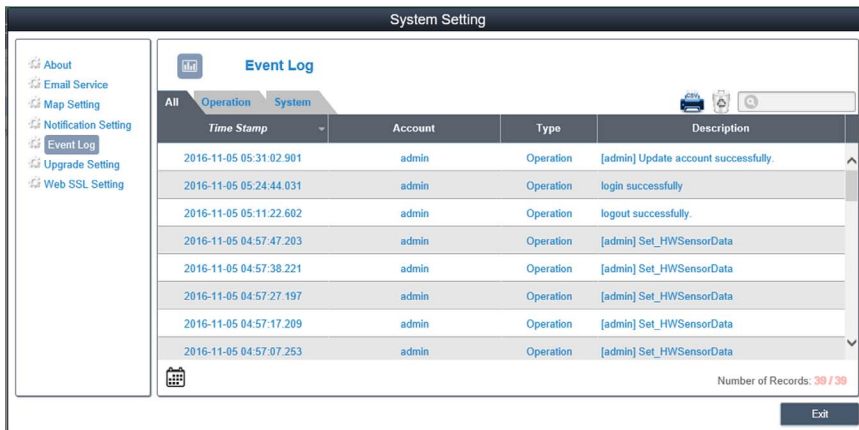 System Setting
About
Email Service
Map Setting
Notification Setting
Event Log
Upgrade Setting
Web SSL Setting
Event Log
All Operation System
CSV
Time Stamp Account Type Description
2016-11-05 05:31:02.901 admin Operation [admin] Update account successfully.
2016-11-05 05:24:44.031 admin Operation login successfully
2016-11-05 05:11:22.602 admin Operation logout successfully.
2016-11-05 04:57:47.203 admin Operation [admin] Set_HWSensorData
2016-11-05 04:57:38.221 admin Operation [admin] Set_HWSensorData
2016-11-05 04:57:27.197 admin Operation [admin] Set_HWSensorData
2016-11-05 04:57:17.209 admin Operation [admin] Set_HWSensorData
2016-11-05 04:57:07.253 admin Operation [admin] Set_HWSensorData
Number of Records: 39 / 39
Exit